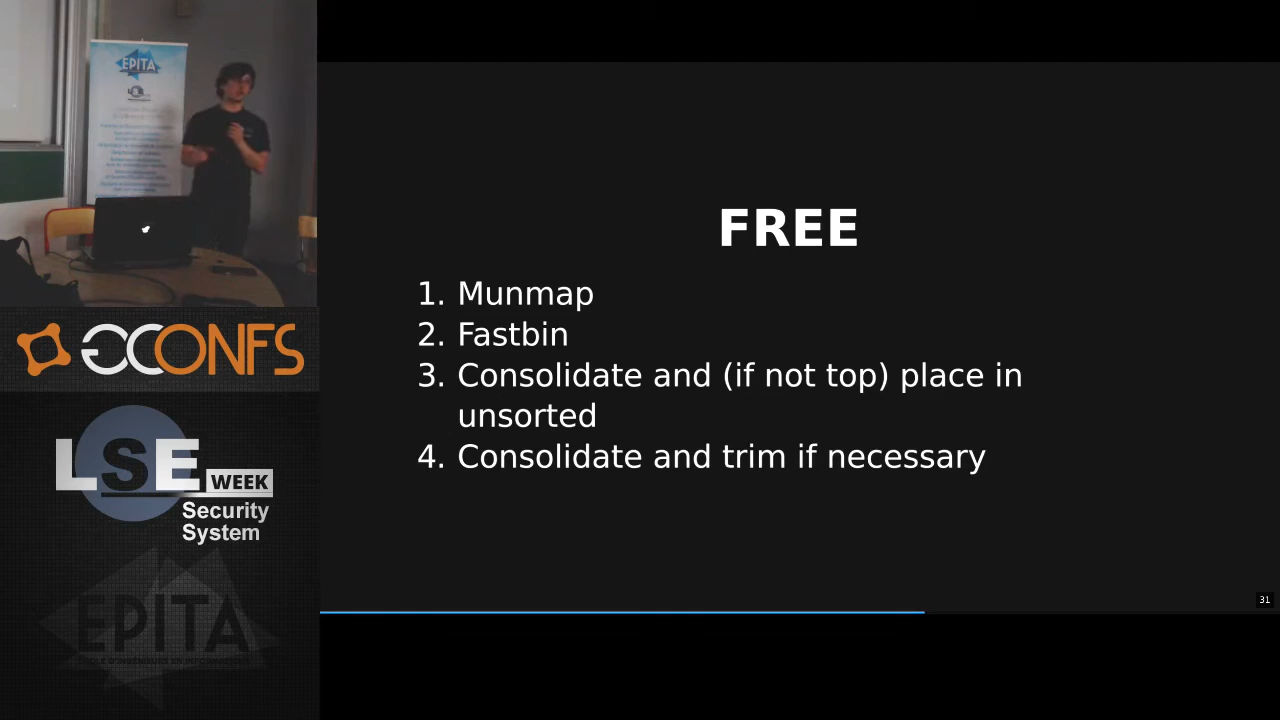 EPITA
FREE
1. Munmap
2. Fastbin
3. Consolidate and (if not top) place in
unsorted
4. Consolidate and trim if necessary
31
GCONFS
LSE
WEEK
Security
System
EPITA